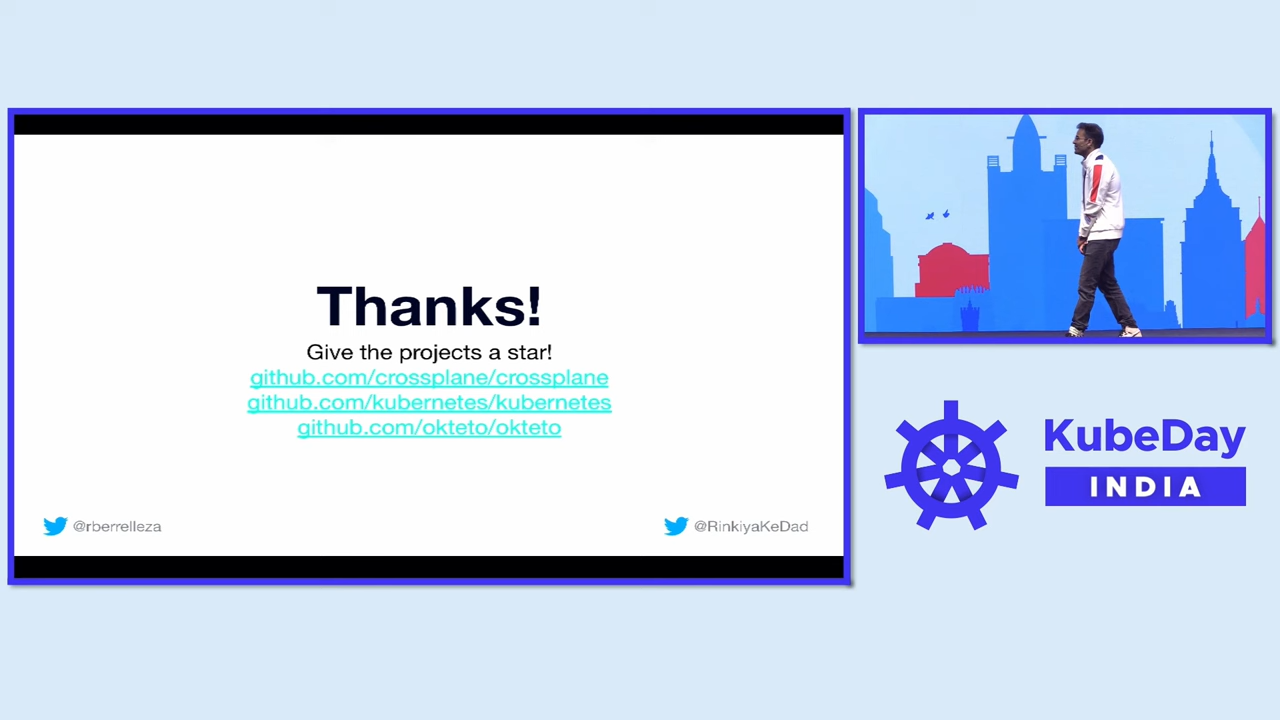 Thanks!
Give the projects a star!
github.com/crossplane/crossplane
github.com/kubernetes/kubernetes
github.com/okteto/okteto
@rberrelleza
@RinkiyaKeDad
KubeDay
INDIA